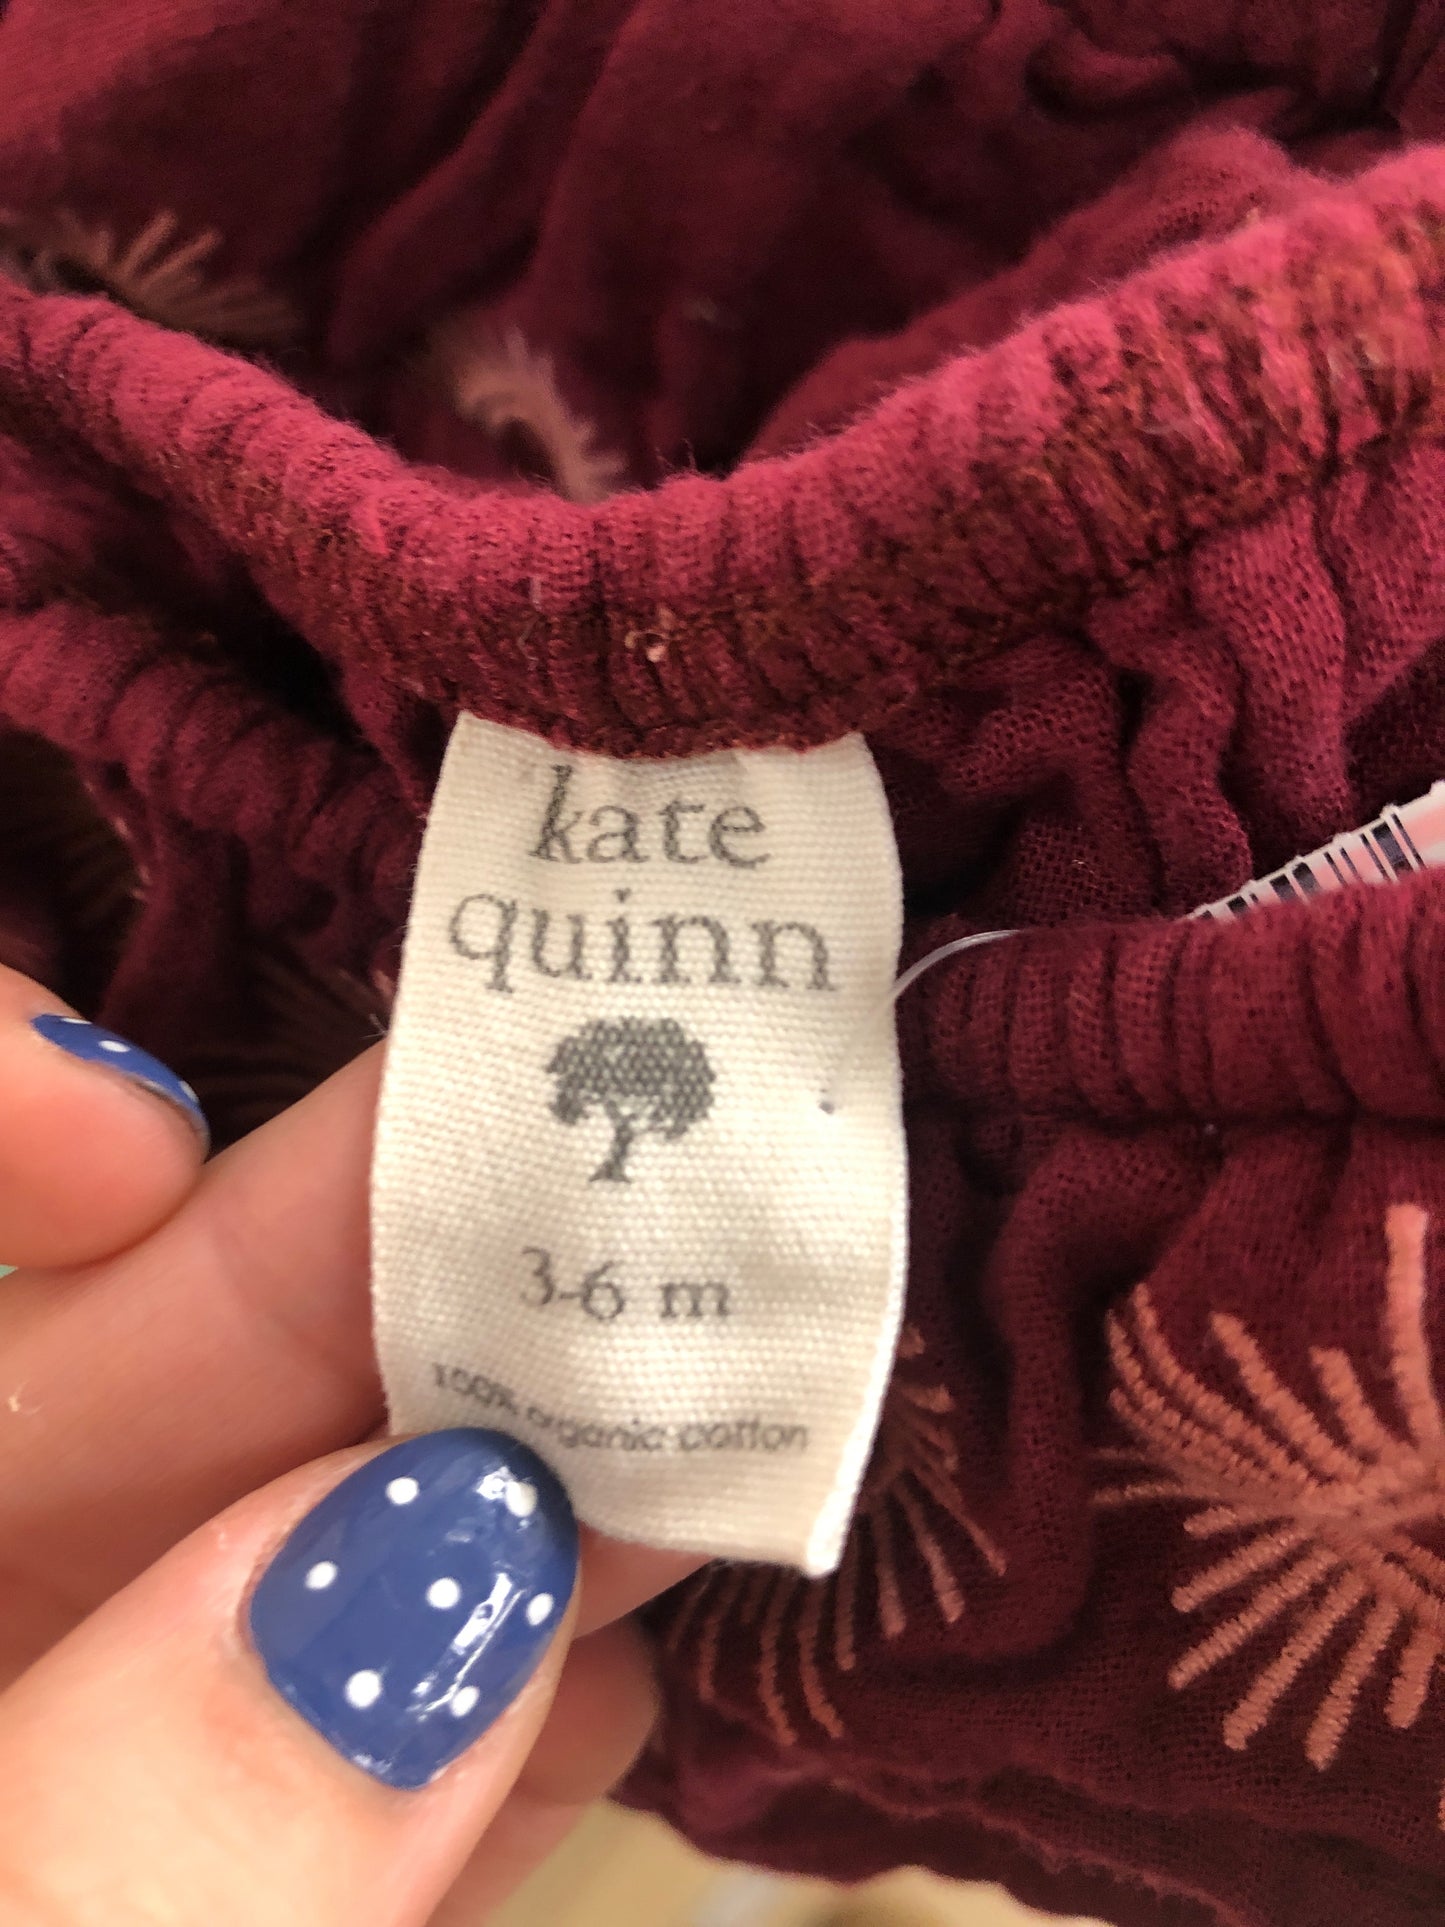 kate
quinn
3-6 m
100% organic cotton